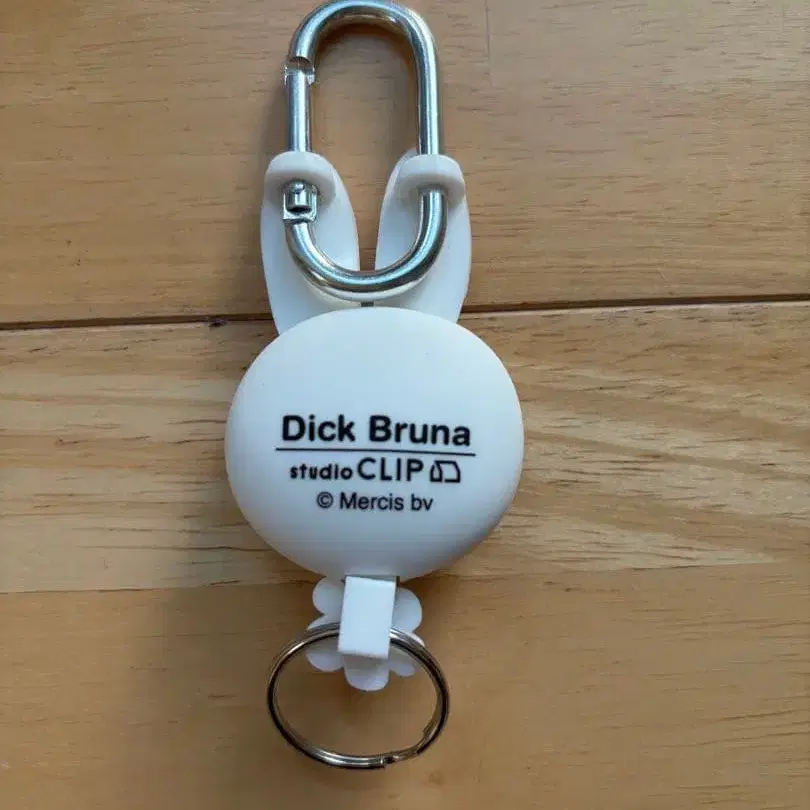 Dick Bruna
studio CLIP
© Mercis bv